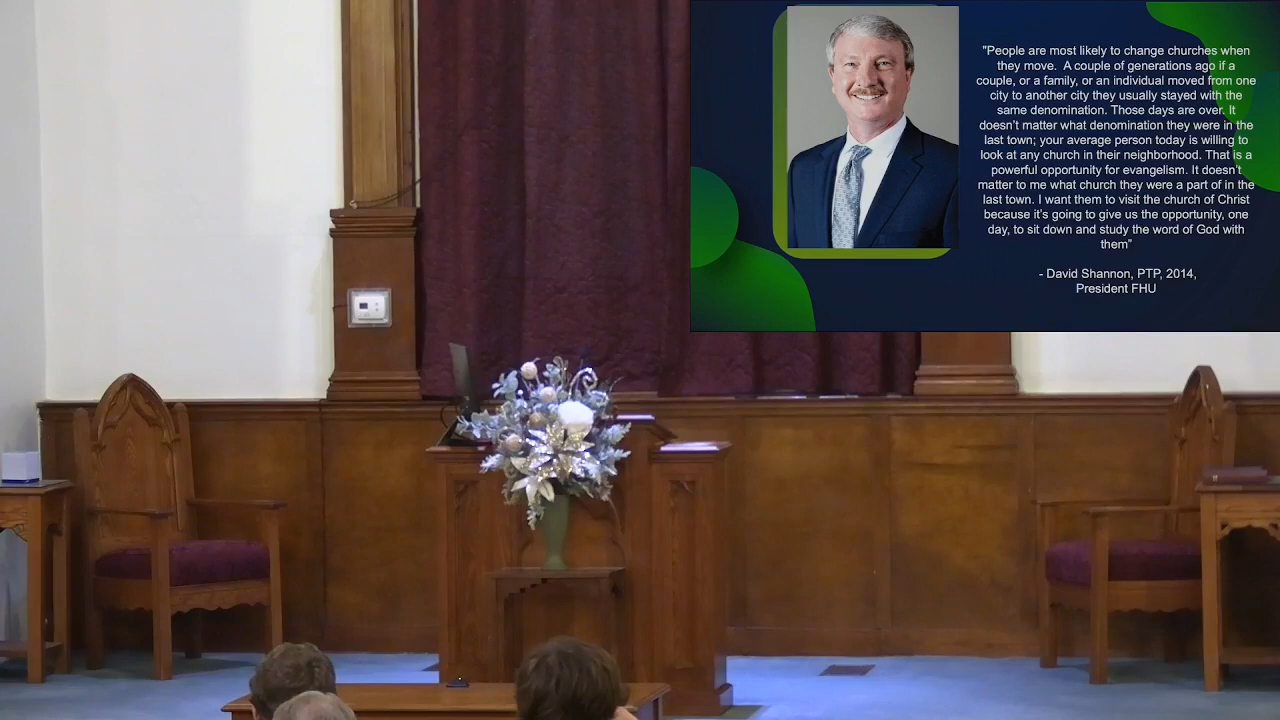 "People are most likely to change churches when
they move.  A couple of generations ago if a
couple, or a family, or an individual moved from one
city to another city they usually stayed with the
same denomination. Those days are over. It
doesn't matter what denomination they were in the
last town; your average person today is willing to
look at any church in their neighborhood. That is a
powerful opportunity for evangelism. It doesn't
matter to me what church they were a part of in the
last town. I want them to visit the church of Christ
because it's going to give us the opportunity, one
day, to sit down and study the word of God with
them"
- David Shannon, PTP, 2014,
President FHU